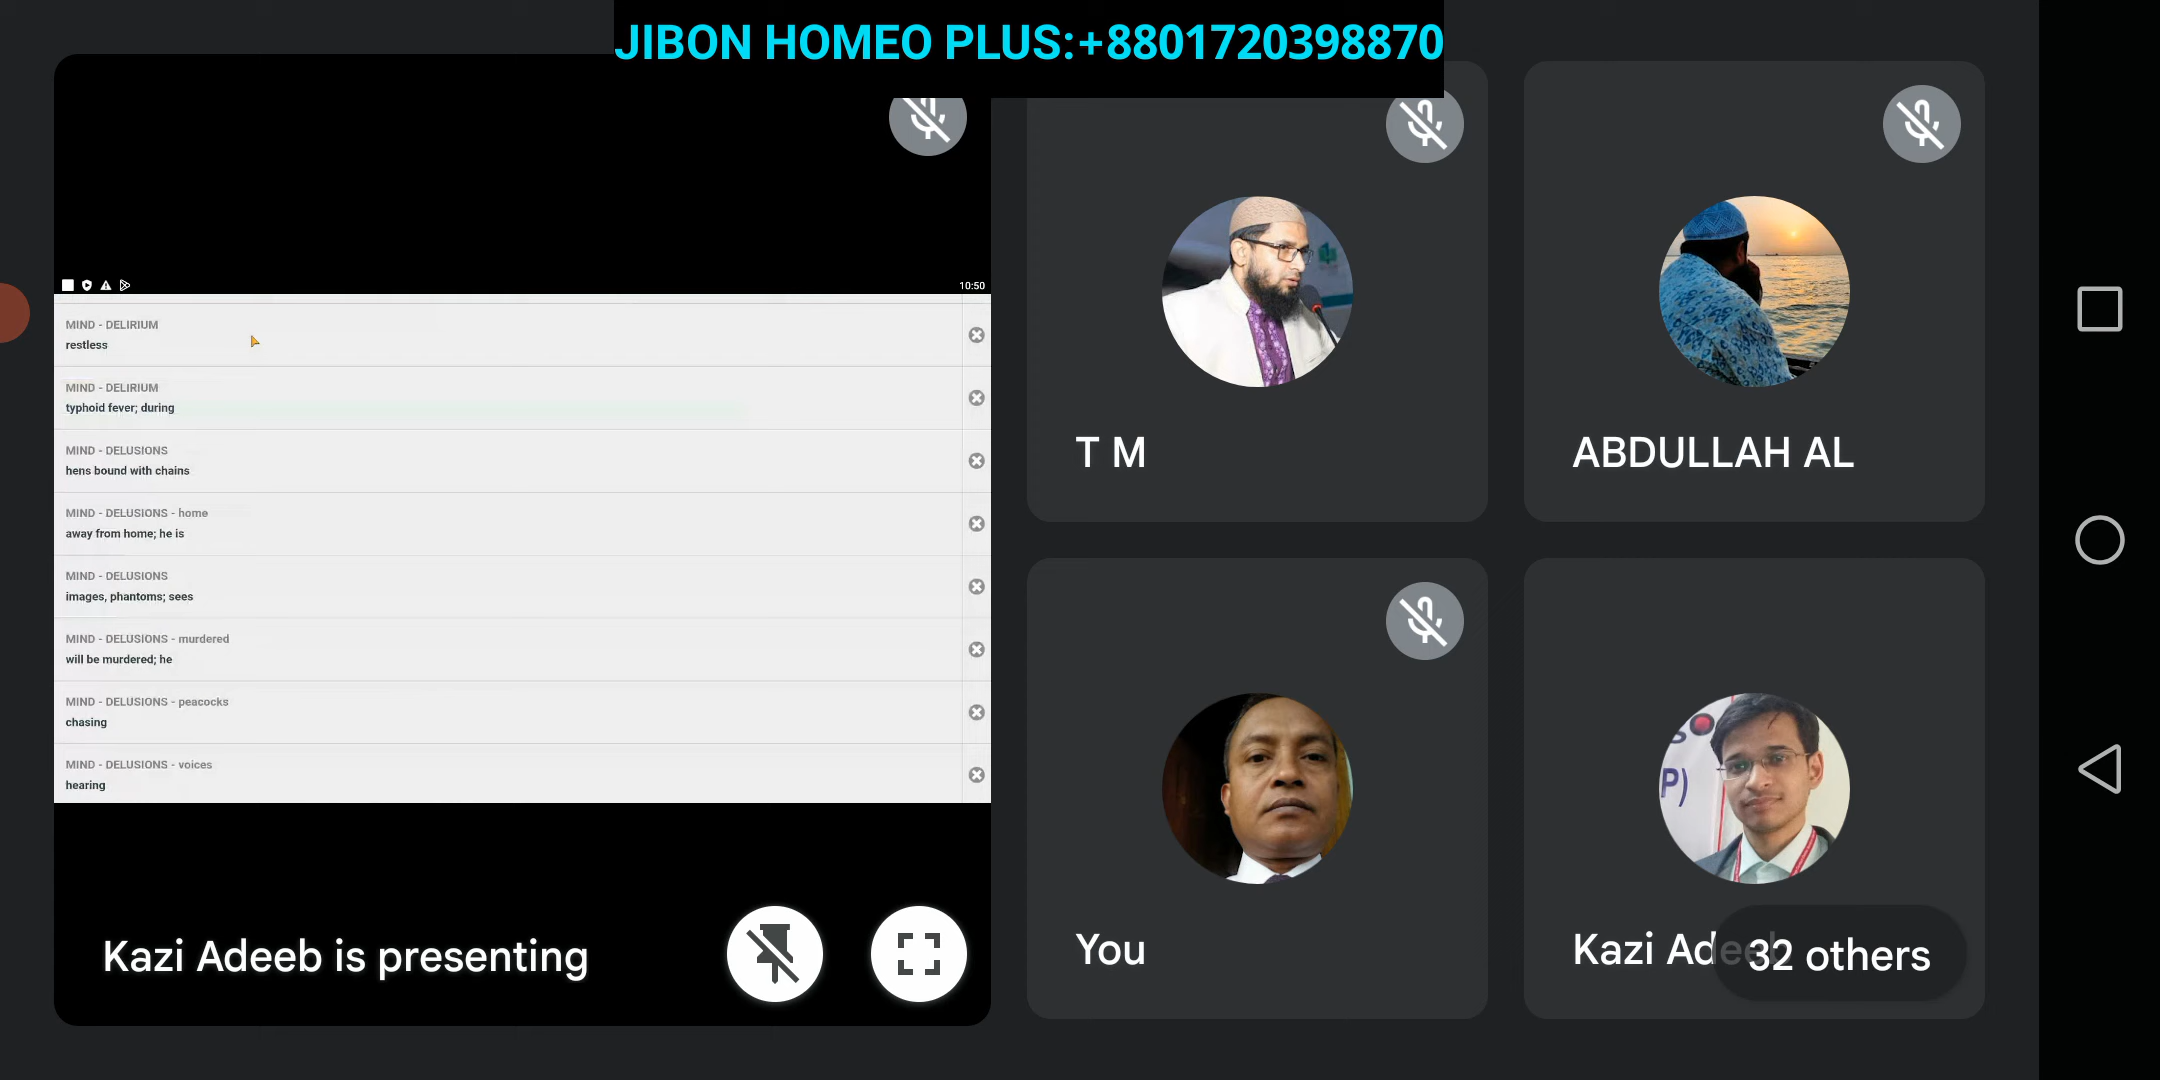 JIBON HOMEO PLUS:+8801720398870
10:50
MIND - DELIRIUM
restless
MIND - DELIRIUM
typhoid fever; during
MIND - DELUSIONS
hens bound with chains
MIND - DELUSIONS - home
away from home; he is
MIND - DELUSIONS
images, phantoms; sees
MIND - DELUSIONS - murdered
will be murdered; he
MIND - DELUSIONS - peacocks
chasing
MIND - DELUSIONS - voices
hearing
Kazi Adeeb is presenting
T M
ABDULLAH AL
You
Kazi Adeeb
32 others
P)